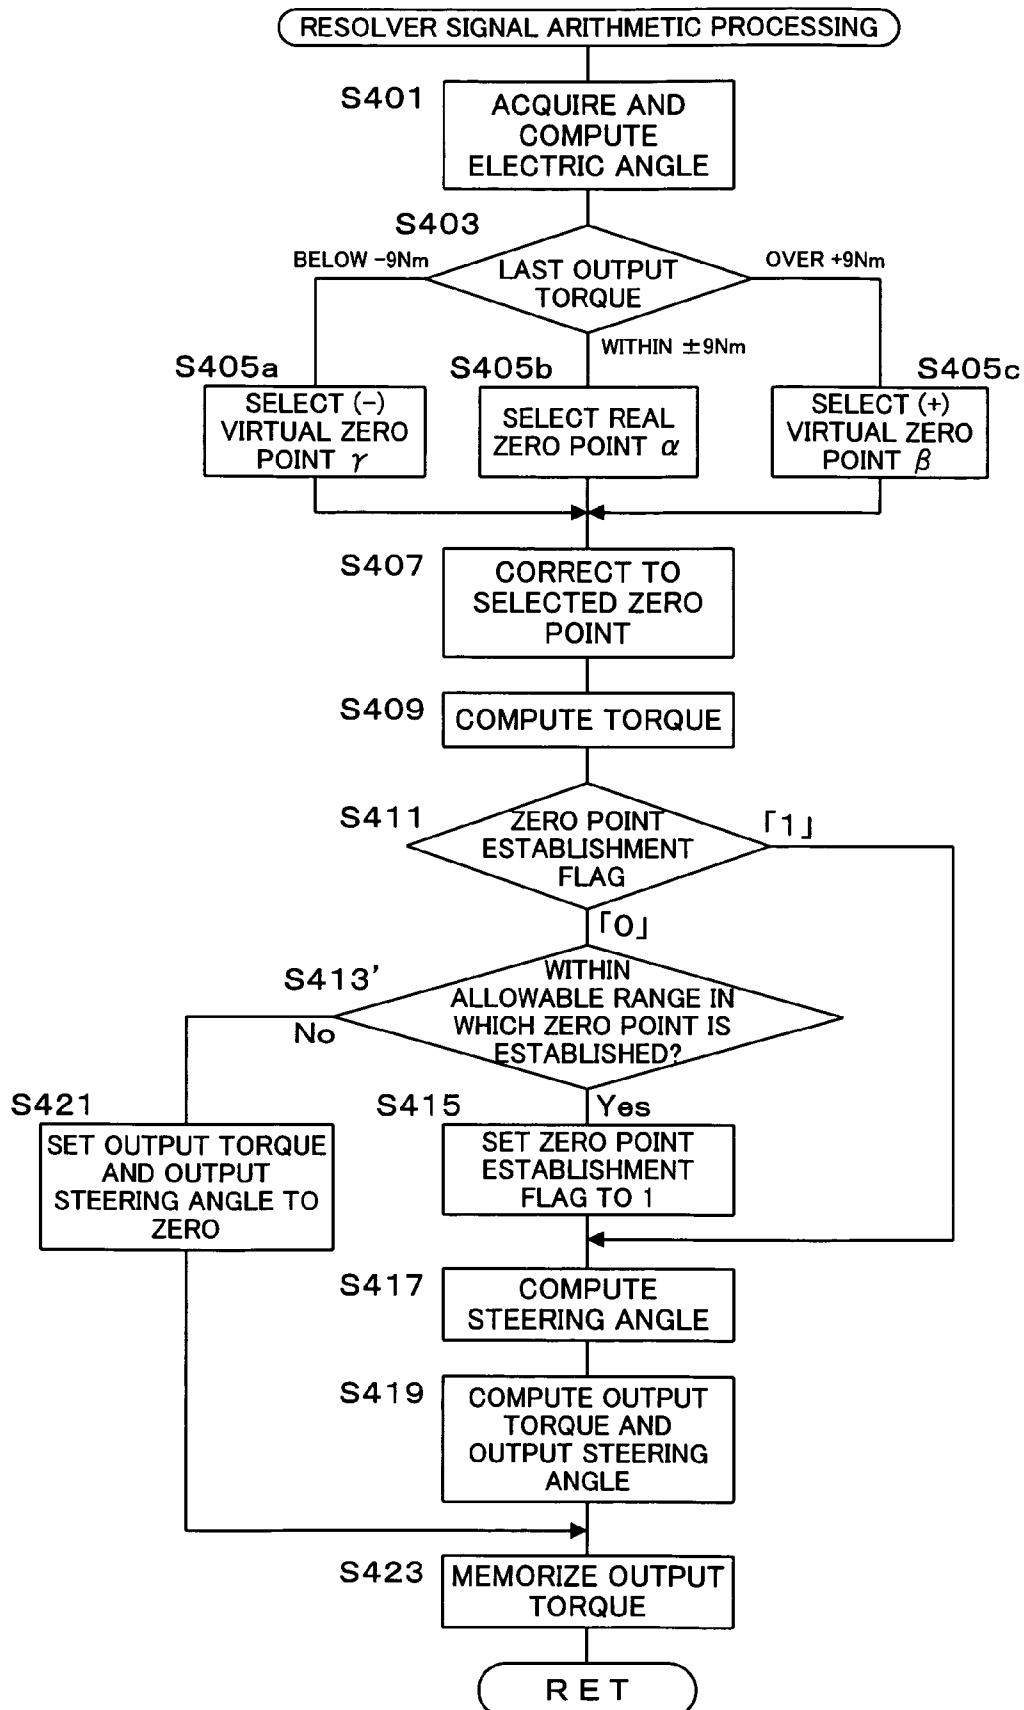 RESOLVER SIGNAL ARITHMETIC PROCESSING
S401
ACQUIRE AND
COMPUTE
ELECTRIC ANGLE
S403
BELOW -9Nm
LAST OUTPUT
TORQUE
OVER +9Nm
WITHIN ±9Nm
S405a
SELECT (-)
VIRTUAL ZERO
POINT γ
S405b
SELECT REAL
ZERO POINT α
S405c
SELECT (+)
VIRTUAL ZERO
POINT β
S407
CORRECT TO
SELECTED ZERO
POINT
S409
COMPUTE TORQUE
S411
ZERO POINT
ESTABLISHMENT
FLAG
「1」
「0」
S413'
WITHIN
ALLOWABLE RANGE IN
WHICH ZERO POINT IS
ESTABLISHED?
No
Yes
S421
SET OUTPUT TORQUE
AND OUTPUT
STEERING ANGLE TO
ZERO
S415
SET ZERO POINT
ESTABLISHMENT
FLAG TO 1
S417
COMPUTE
STEERING ANGLE
S419
COMPUTE OUTPUT
TORQUE AND
OUTPUT STEERING
ANGLE
S423
MEMORIZE OUTPUT
TORQUE
RET